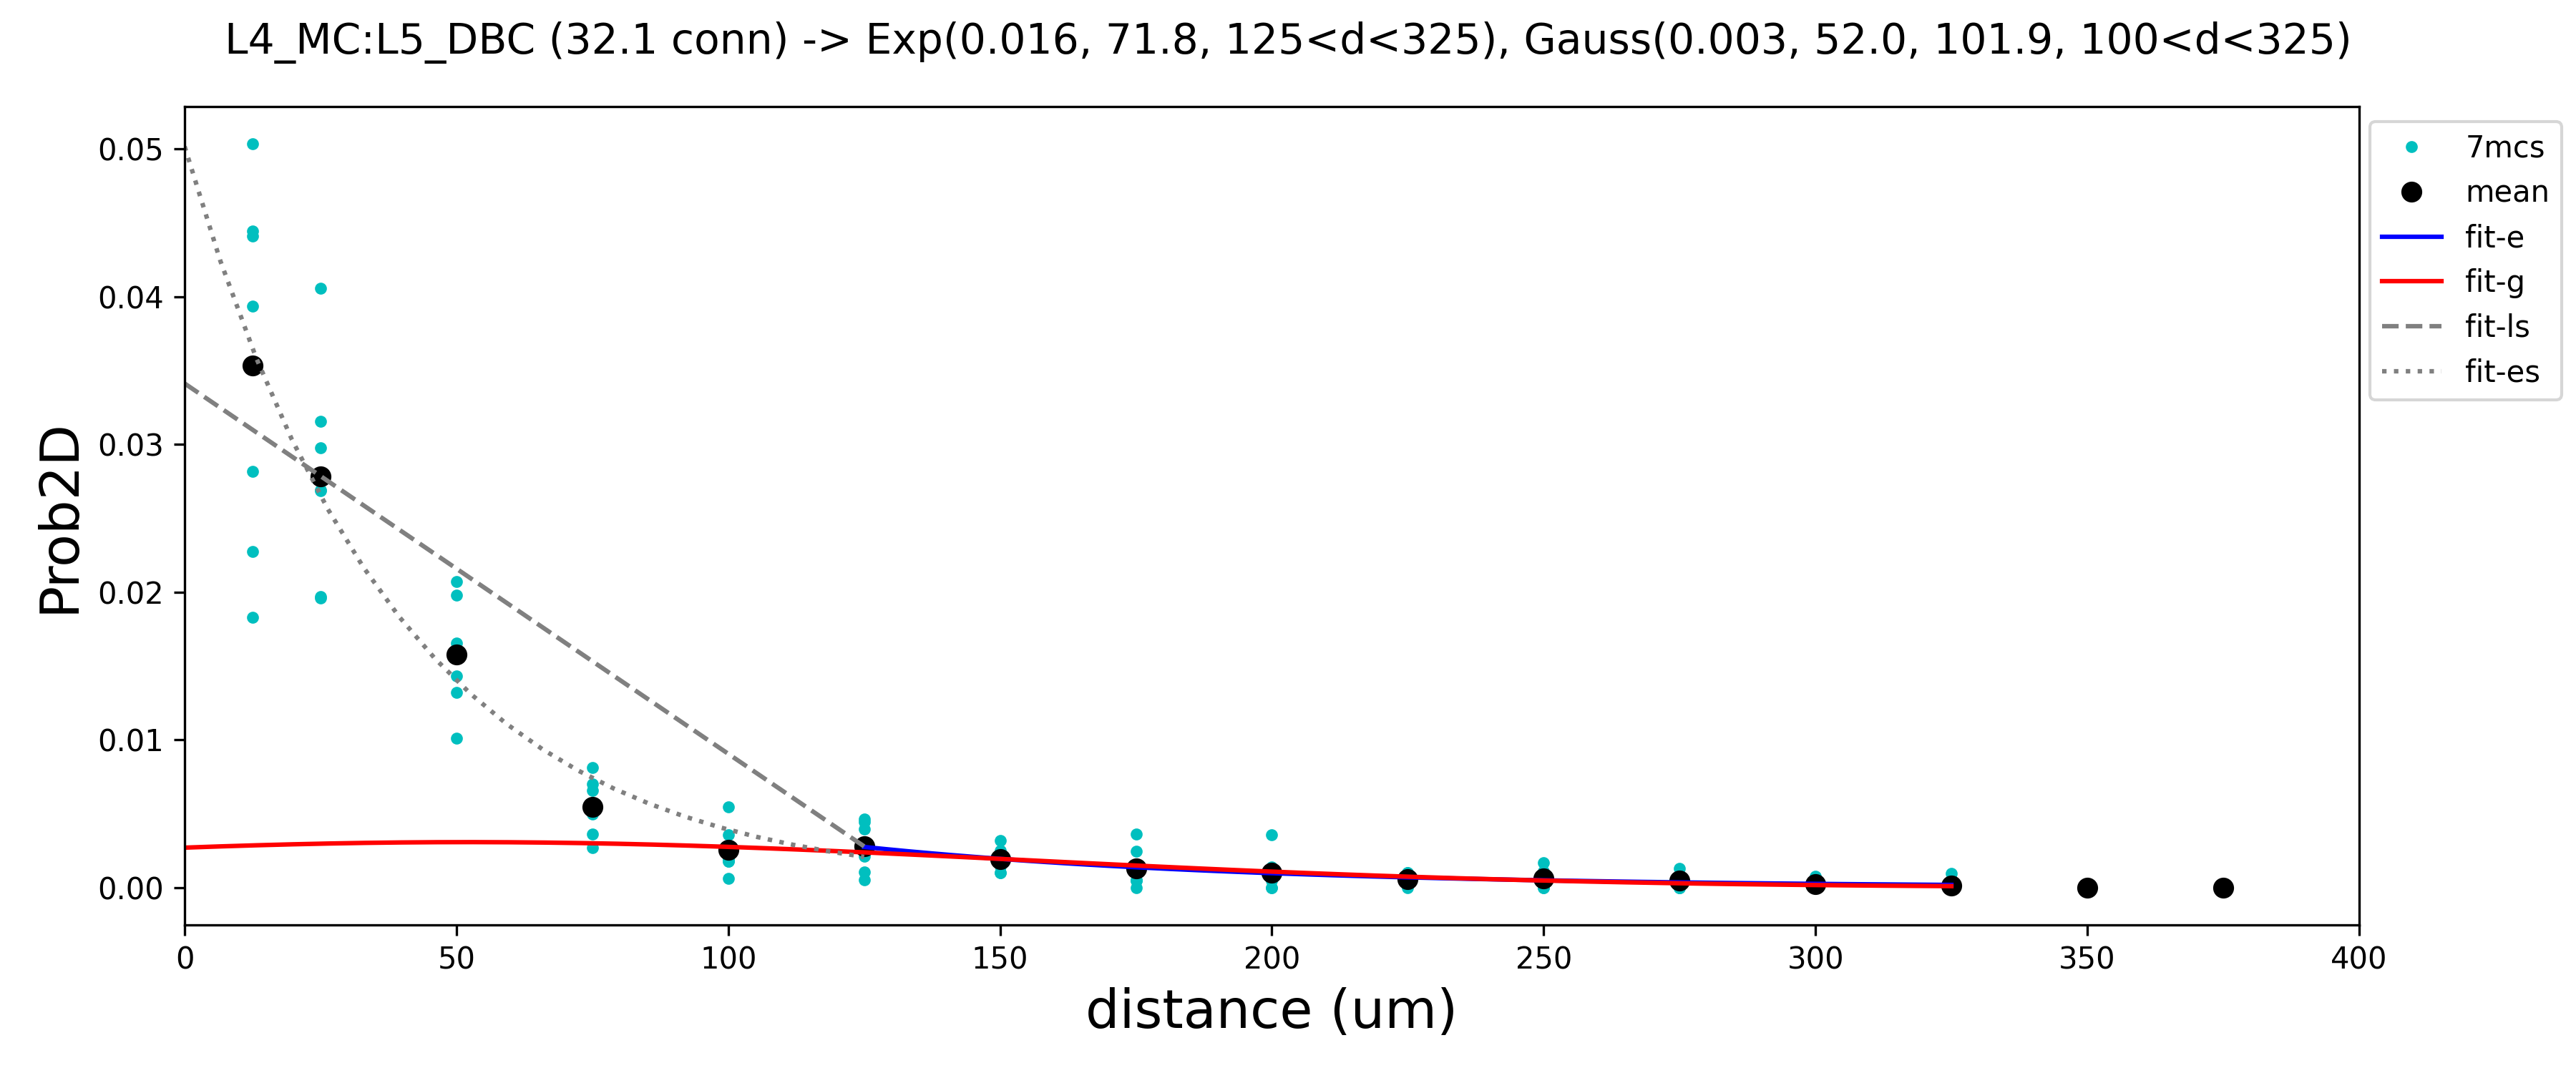 L4_MC:L5_DBC (32.1 conn) -> Exp(0.016, 71.8, 125<d<325), Gauss(0.003, 52.0, 101.9, 100<d<325)
Prob2D
0.05
0.04
0.03
0.02
0.01
0.00
0 50 100 150 200 250 300 350 400
distance (um)
7mcs
mean
fit-e
fit-g
fit-ls
fit-es